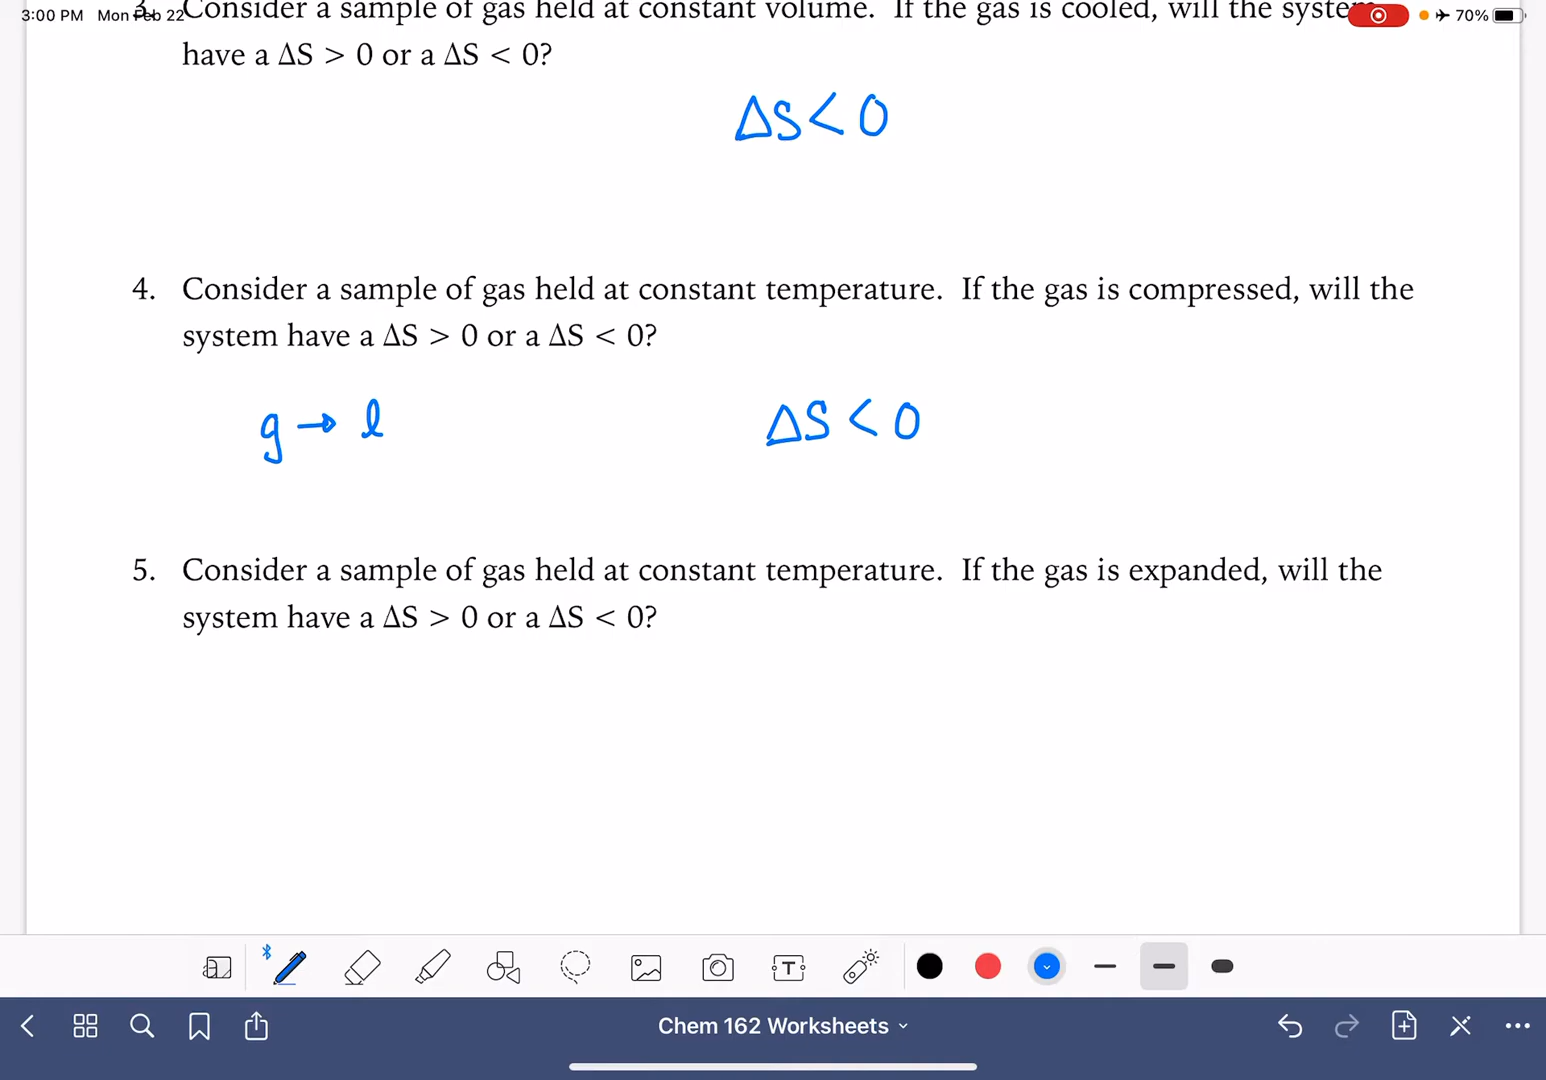 3:00 PM Mon Feb 22
70%
3. Consider a sample of gas held at constant volume. If the gas is cooled, will the system
have a ΔS > 0 or a ΔS < 0?
ΔS < 0
4. Consider a sample of gas held at constant temperature. If the gas is compressed, will the
system have a ΔS > 0 or a ΔS < 0?
g → l
ΔS < 0
5. Consider a sample of gas held at constant temperature. If the gas is expanded, will the
system have a ΔS > 0 or a ΔS < 0?
a
T
Chem 162 Worksheets